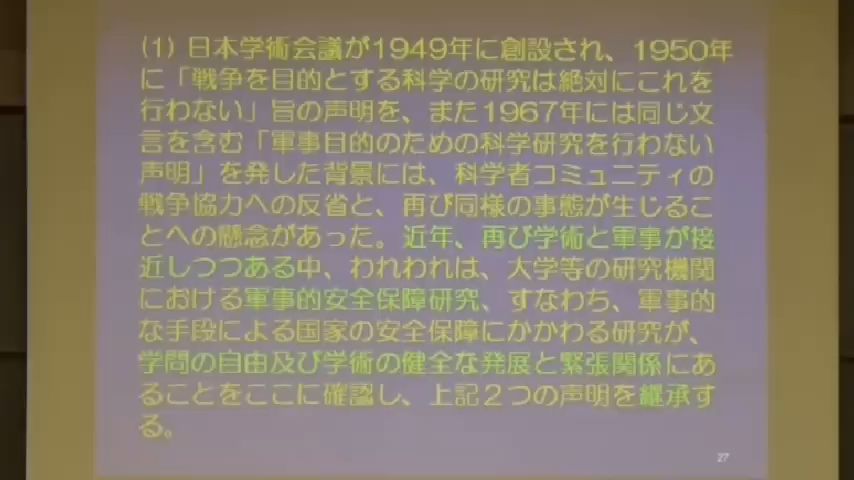 (1) 日本学術会議が1949年に創設され、1950年
に「戦争を目的とする科学の研究は絶対にこれを
行わない」旨の声明を、また1967年には同じ文
言を含む「軍事目的のための科学研究を行わない
声明」を発した背景には、科学者コミュニティの
戦争協力への反省と、再び同様の事態が生じるこ
とへの懸念があった。近年、再び学術と軍事が接
近しつつある中、われわれは、大学等の研究機関
における軍事的安全保障研究、すなわち、軍事的
な手段による国家の安全保障にかかわる研究が、
学問の自由及び学術の健全な発展と緊張関係にあ
ることをここに確認し、上記２つの声明を継承す
る。
27